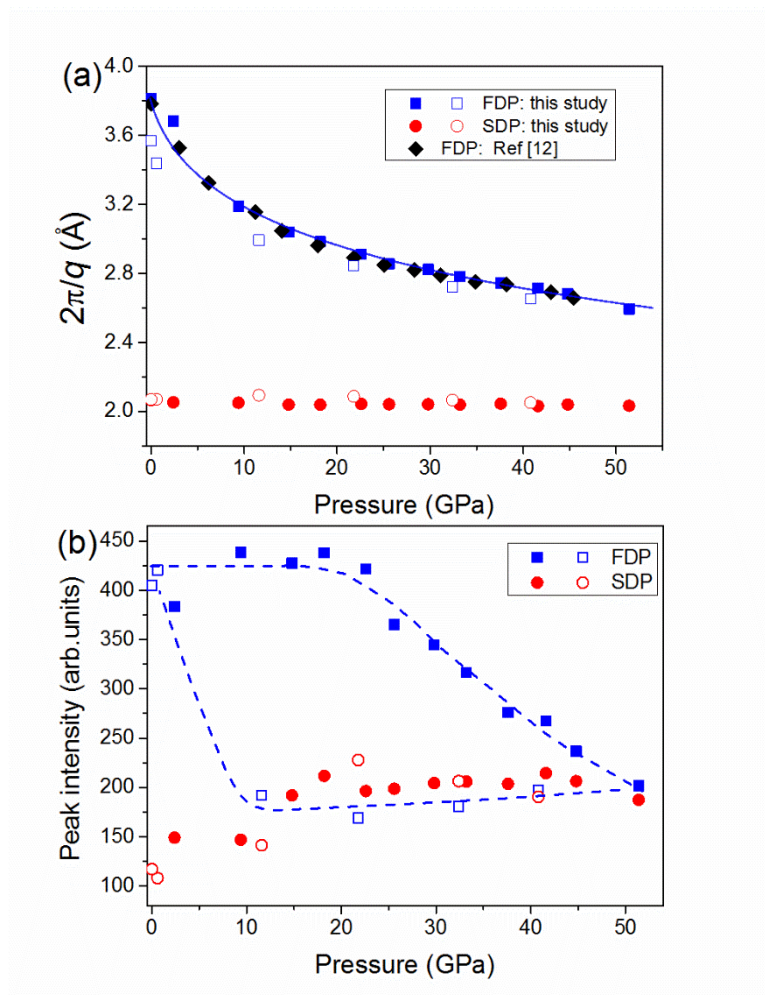 (a)
4.0
3.6
3.2
2.8
2.4
2.0
2π/q (Å)
FDP: this study
SDP: this study
FDP: Ref [12]
0 10 20 30 40 50
Pressure (GPa)
(b)
450
400
350
300
250
200
150
100
Peak intensity (arb.units)
FDP
SDP
0 10 20 30 40 50
Pressure (GPa)